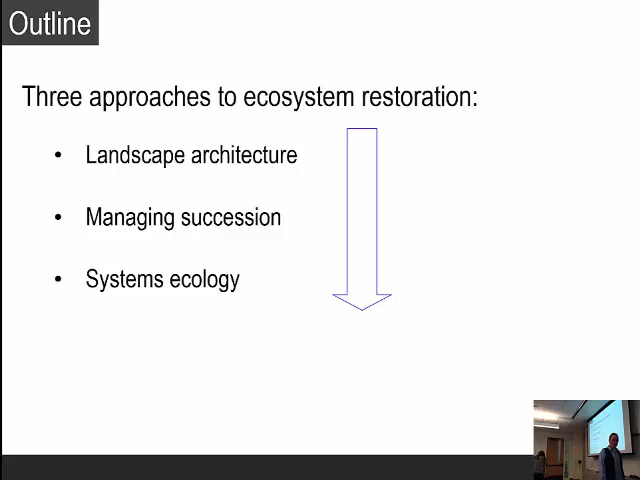 Outline
Three approaches to ecosystem restoration:
• Landscape architecture
• Managing succession
• Systems ecology